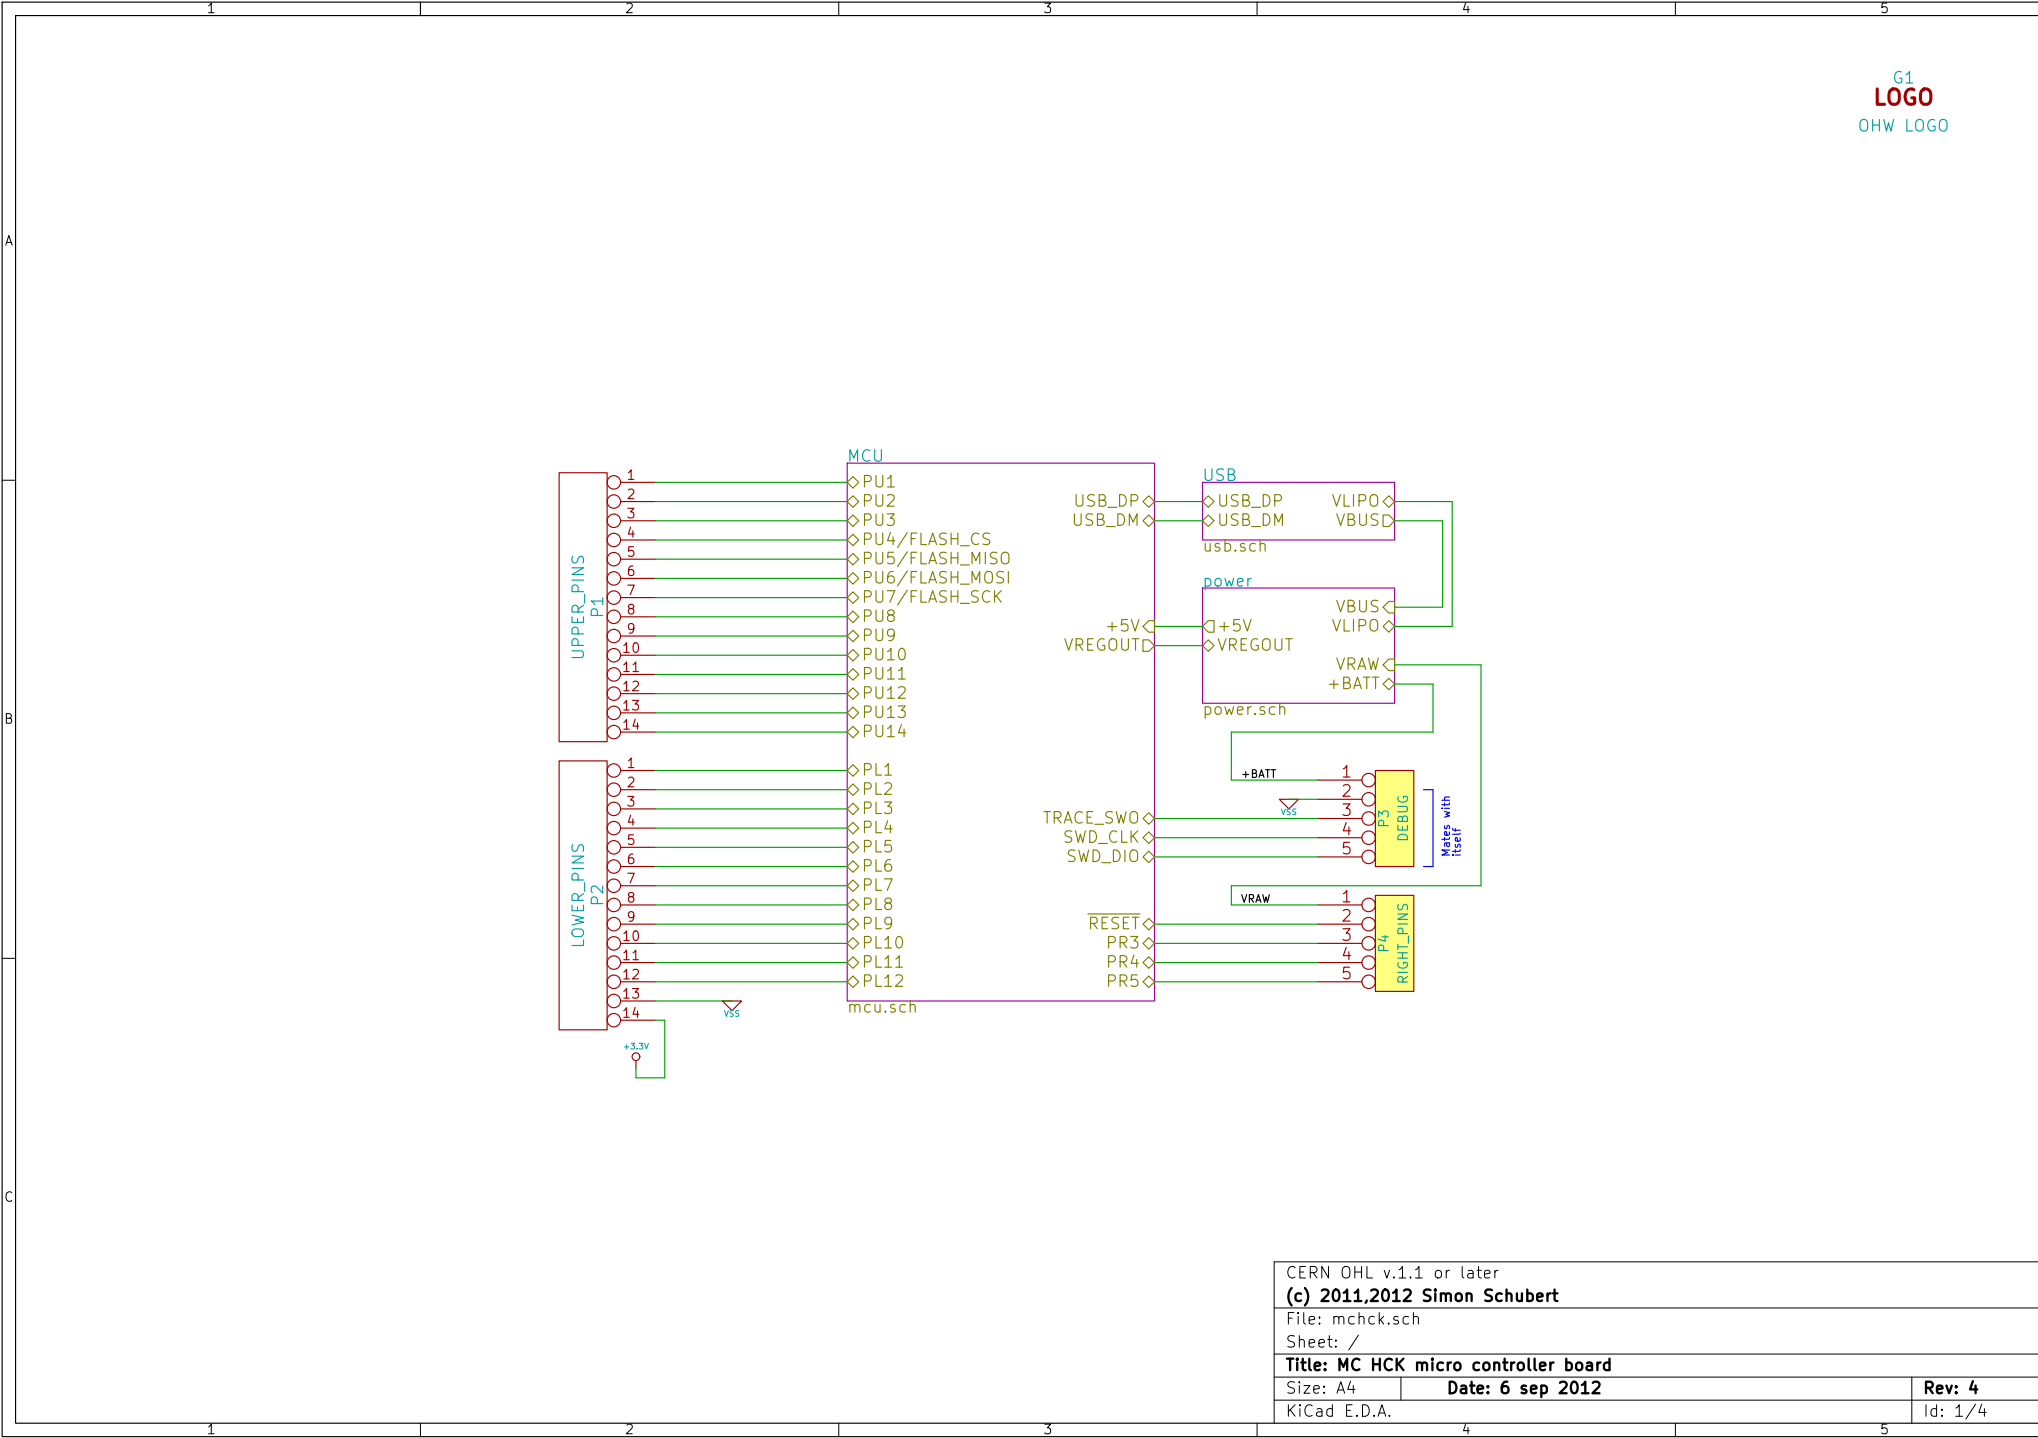 1 2 3 4 5
G1
LOGO
OHW LOGO
A
B
C
UPPER_PINS
P1
1
2
3
4
5
6
7
8
9
10
11
12
13
14
LOWER_PINS
P2
1
2
3
4
5
6
7
8
9
10
11
12
13
14
VSS
+3.3V
MCU
PU1
PU2
PU3
PU4/FLASH_CS
PU5/FLASH_MISO
PU6/FLASH_MOSI
PU7/FLASH_SCK
PU8
PU9
PU10
PU11
PU12
PU13
PU14
PL1
PL2
PL3
PL4
PL5
PL6
PL7
PL8
PL9
PL10
PL11
PL12
USB_DP
USB_DM
+5V
VREGOUT
TRACE_SWO
SWD_CLK
SWD_DIO
RESET
PR3
PR4
PR5
mcu.sch
USB
USB_DP VLIPO
USB_DM VBUS
usb.sch
power
VBUS
+5V VLIPO
VREGOUT
VRAW
+BATT
power.sch
+BATT
VSS
1
2
3
4
5
P3
DEBUG
Mates with
itself
VRAW
1
2
3
4
5
P4
RIGHT_PINS
CERN OHL v.1.1 or later
(c) 2011,2012 Simon Schubert
File: mchck.sch
Sheet: /
Title: MC HCK micro controller board
Size: A4 Date: 6 sep 2012 Rev: 4
KiCad E.D.A. Id: 1/4
1 2 3 4 5